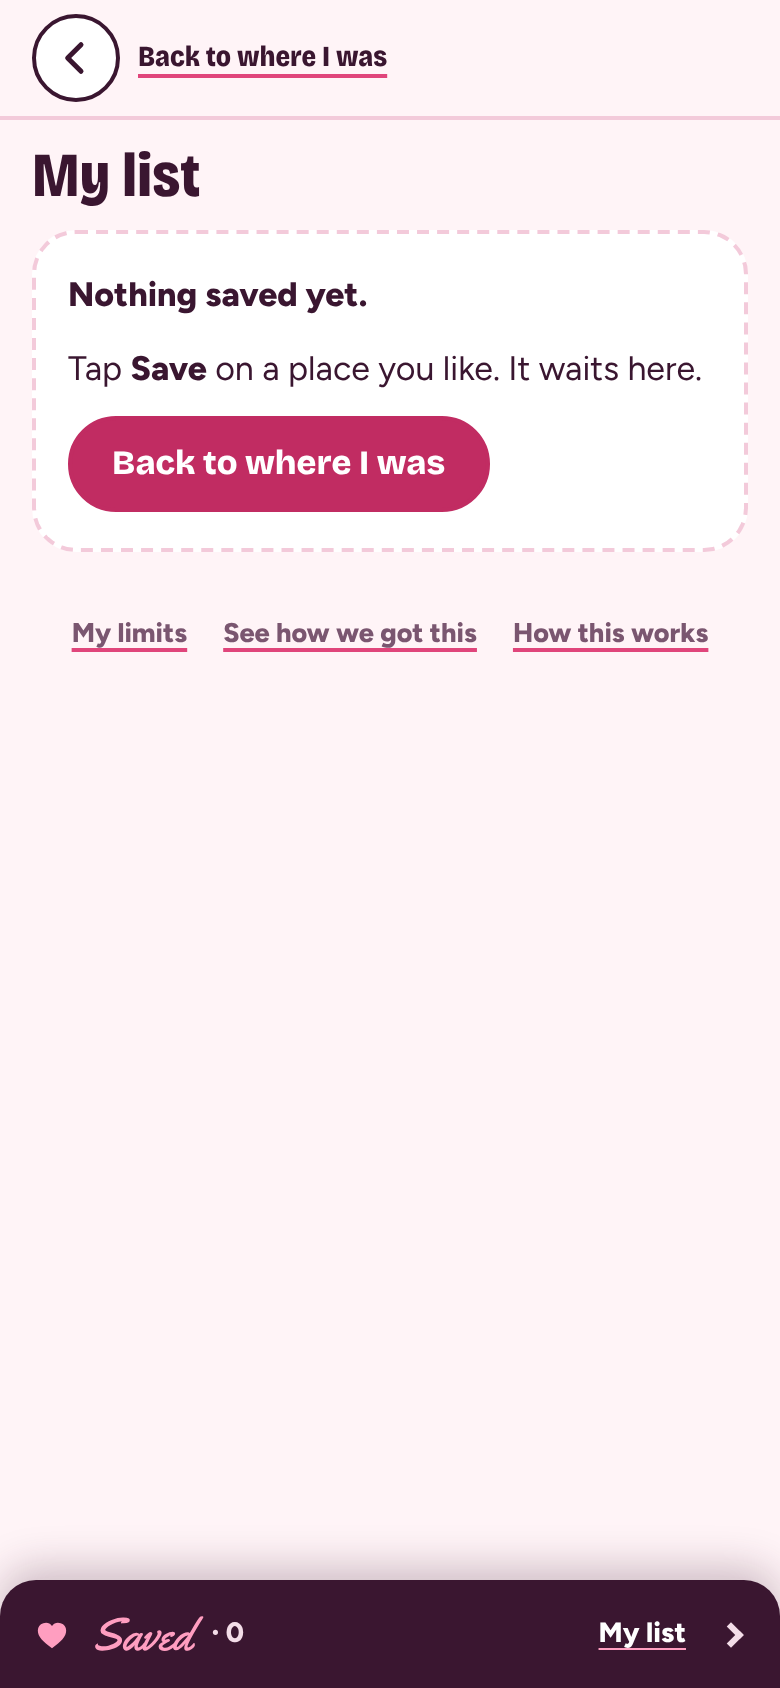 Back to where I was
My list
Nothing saved yet.
Tap Save on a place you like. It waits here.
Back to where I was
My limits See how we got this How this works
Saved · 0 My list